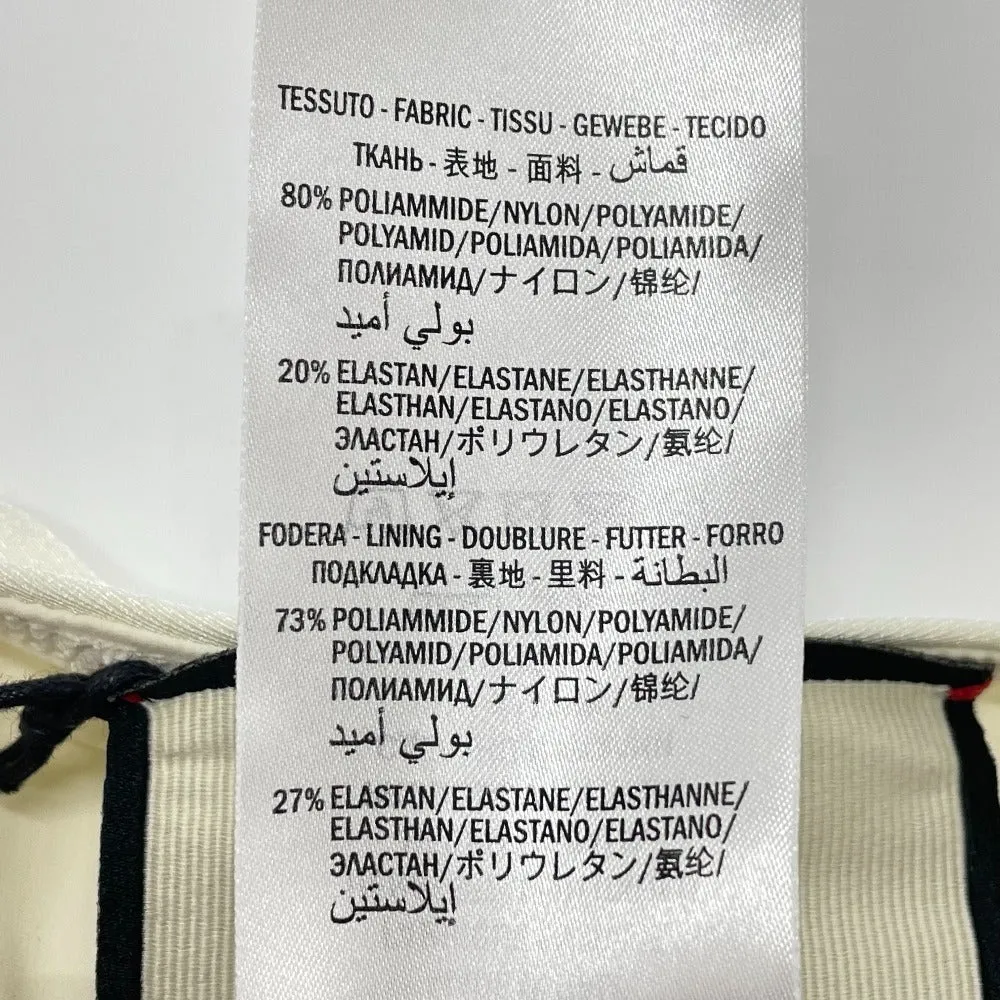 TESSUTO - FABRIC - TISSU - GEWEBE - TECIDO
ТКАНЬ - 表地 - 面料 - قماش
80% POLIAMMIDE/NYLON/POLYAMIDE/
POLYAMID/POLIAMIDA/POLIAMIDA/
ПОЛИАМИД/ナイロン/锦纶/
بولي أميد
20% ELASTAN/ELASTANE/ELASTHANNE/
ELASTHAN/ELASTANO/ELASTANO/
ЭЛАСТАН/ポリウレタン/氨纶/
إيلاستين
FODERA - LINING - DOUBLURE - FUTTER - FORRO
ПОДКЛАДКА - 裏地 - 里料 - البطانة
73% POLIAMMIDE/NYLON/POLYAMIDE/
POLYAMID/POLIAMIDA/POLIAMIDA/
ПОЛИАМИД/ナイロン/锦纶/
بولي أميد
27% ELASTAN/ELASTANE/ELASTHANNE/
ELASTHAN/ELASTANO/ELASTANO/
ЭЛАСТАН/ポリウレタン/氨纶/
إيلاستين